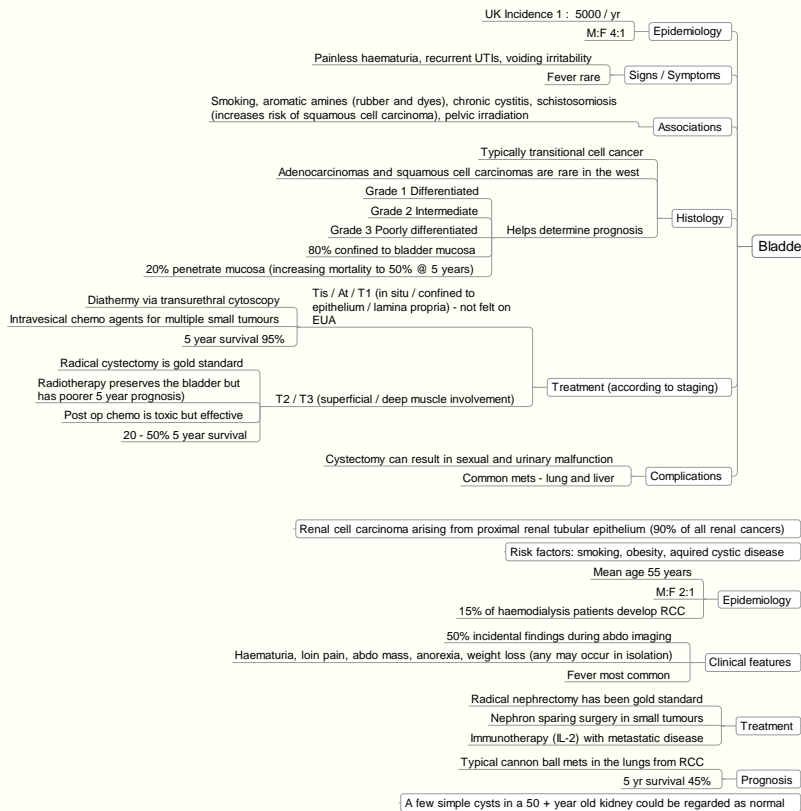 UK Incidence 1 : 5000 / yr
M:F 4:1
Epidemiology
Painless haematuria, recurrent UTIs, voiding irritability
Fever rare
Signs / Symptoms
Smoking, aromatic amines (rubber and dyes), chronic cystitis, schistosomiosis
(increases risk of squamous cell carcinoma), pelvic irradiation
Associations
Typically transitional cell cancer
Adenocarcinomas and squamous cell carcinomas are rare in the west
Grade 1 Differentiated
Grade 2 Intermediate
Grade 3 Poorly differentiated
80% confined to bladder mucosa
20% penetrate mucosa (increasing mortality to 50% @ 5 years)
Helps determine prognosis
Histology
Bladde
Diathermy via transurethral cytoscopy
Intravesical chemo agents for multiple small tumours
5 year survival 95%
Tis / At / T1 (in situ / confined to
epithelium / lamina propria) - not felt on
EUA
Radical cystectomy is gold standard
Radiotherapy preserves the bladder but
has poorer 5 year prognosis)
Post op chemo is toxic but effective
20 - 50% 5 year survival
T2 / T3 (superficial / deep muscle involvement)
Treatment (according to staging)
Cystectomy can result in sexual and urinary malfunction
Common mets - lung and liver
Complications
Renal cell carcinoma arising from proximal renal tubular epithelium (90% of all renal cancers)
Risk factors: smoking, obesity, aquired cystic disease
Mean age 55 years
M:F 2:1
15% of haemodialysis patients develop RCC
Epidemiology
50% incidental findings during abdo imaging
Haematuria, loin pain, abdo mass, anorexia, weight loss (any may occur in isolation)
Fever most common
Clinical features
Radical nephrectomy has been gold standard
Nephron sparing surgery in small tumours
Immunotherapy (IL-2) with metastatic disease
Treatment
Typical cannon ball mets in the lungs from RCC
5 yr survival 45%
Prognosis
A few simple cysts in a 50 + year old kidney could be regarded as normal